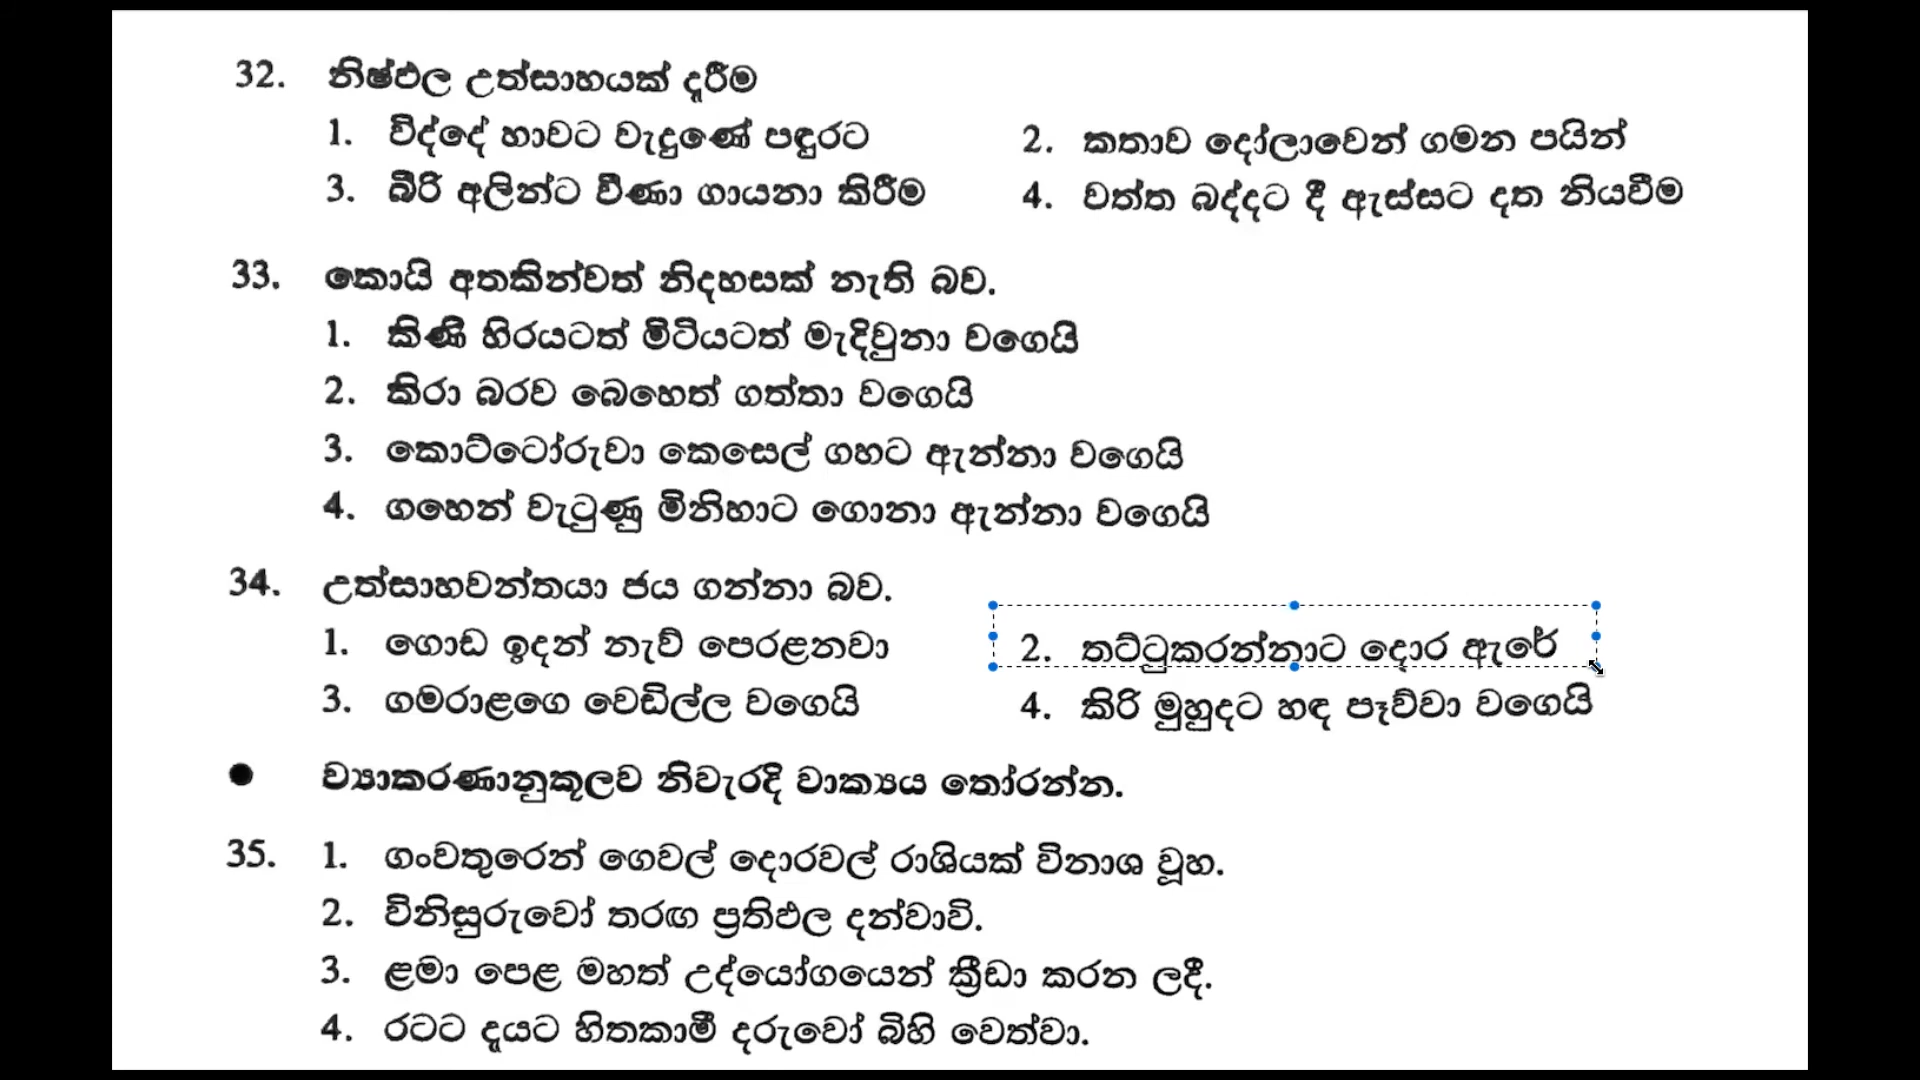 32. නිෂ්ඵල උත්සාහයක් දැරීම
1. විද්දේ හාවට වැදුණේ පඳුරට 2. කතාව දෝලාවෙන් ගමන පයින්
3. බීරි අලින්ට වීණා ගායනා කිරීම 4. වත්ත බද්දට දී ඇස්සට දත නියවීම
33. කොයි අතකින්වත් නිදහසක් නැති බව.
1. කිණි හිරයටත් මිටියටත් මැදිවුනා වගෙයි
2. කිරා බරව බෙහෙත් ගත්තා වගෙයි
3. කොට්ටෝරුවා කෙසෙල් ගහට ඇන්නා වගෙයි
4. ගහෙන් වැටුණු මිනිහාට ගොනා ඇන්නා වගෙයි
34. උත්සාහවන්තයා ජය ගන්නා බව.
1. ගොඩ ඉදන් නැව් පෙරළනවා 2. තට්ටුකරන්නාට දොර ඇරේ
3. ගමරාළගෙ වෙඩිල්ල වගෙයි 4. කිරි මුහුදට හඳ පෑව්වා වගෙයි
● ව්‍යාකරණානුකූලව නිවැරදි වාක්‍යය තෝරන්න.
35. 1. ගංවතුරෙන් ගෙවල් දොරවල් රාශියක් විනාශ වූහ.
2. විනිසුරුවෝ තරඟ ප්‍රතිඵල දන්වාවි.
3. ළමා පෙළ මහත් උද්යෝගයෙන් ක්‍රීඩා කරන ලදී.
4. රටට දැයට හිතකාමී දරුවෝ බිහි වෙත්වා.